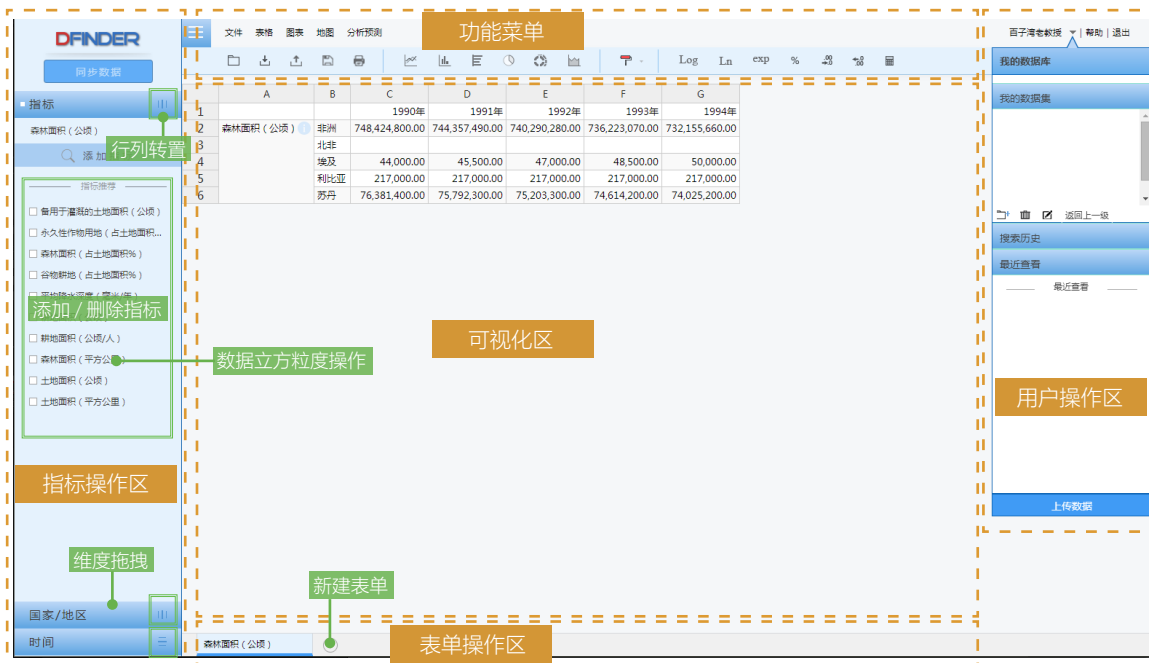 DFINDER
同步数据
指标
森林面积（公顷）
添加
行列转置
指标推荐
备用于灌溉的土地面积（公顷）
永久性作物用地（占土地面积...
森林面积（占土地面积%）
谷物耕地（占土地面积%）
添加 / 删除指标
耕地面积（公顷/人）
森林面积（平方公
土地面积（公顷）
土地面积（平方公里）
数据立方粒度操作
指标操作区
维度拖拽
国家/地区
时间
文件 表格 图表 地图 分析预测
功能菜单
Log Ln exp %
A B C D E F G
1 1990年 1991年 1992年 1993年 1994年
2 森林面积（公顷） 非洲 748,424,800.00 744,357,490.00 740,290,280.00 736,223,070.00 732,155,660.00
3 北非
4 埃及 44,000.00 45,500.00 47,000.00 48,500.00 50,000.00
5 利比亚 217,000.00 217,000.00 217,000.00 217,000.00 217,000.00
6 苏丹 76,381,400.00 75,792,300.00 75,203,300.00 74,614,200.00 74,025,200.00
可视化区
新建表单
森林面积（公顷）
表单操作区
百子湾老教授 | 帮助 | 退出
我的数据库
我的数据集
返回上一级
搜索历史
最近查看
最近查看
用户操作区
上传数据